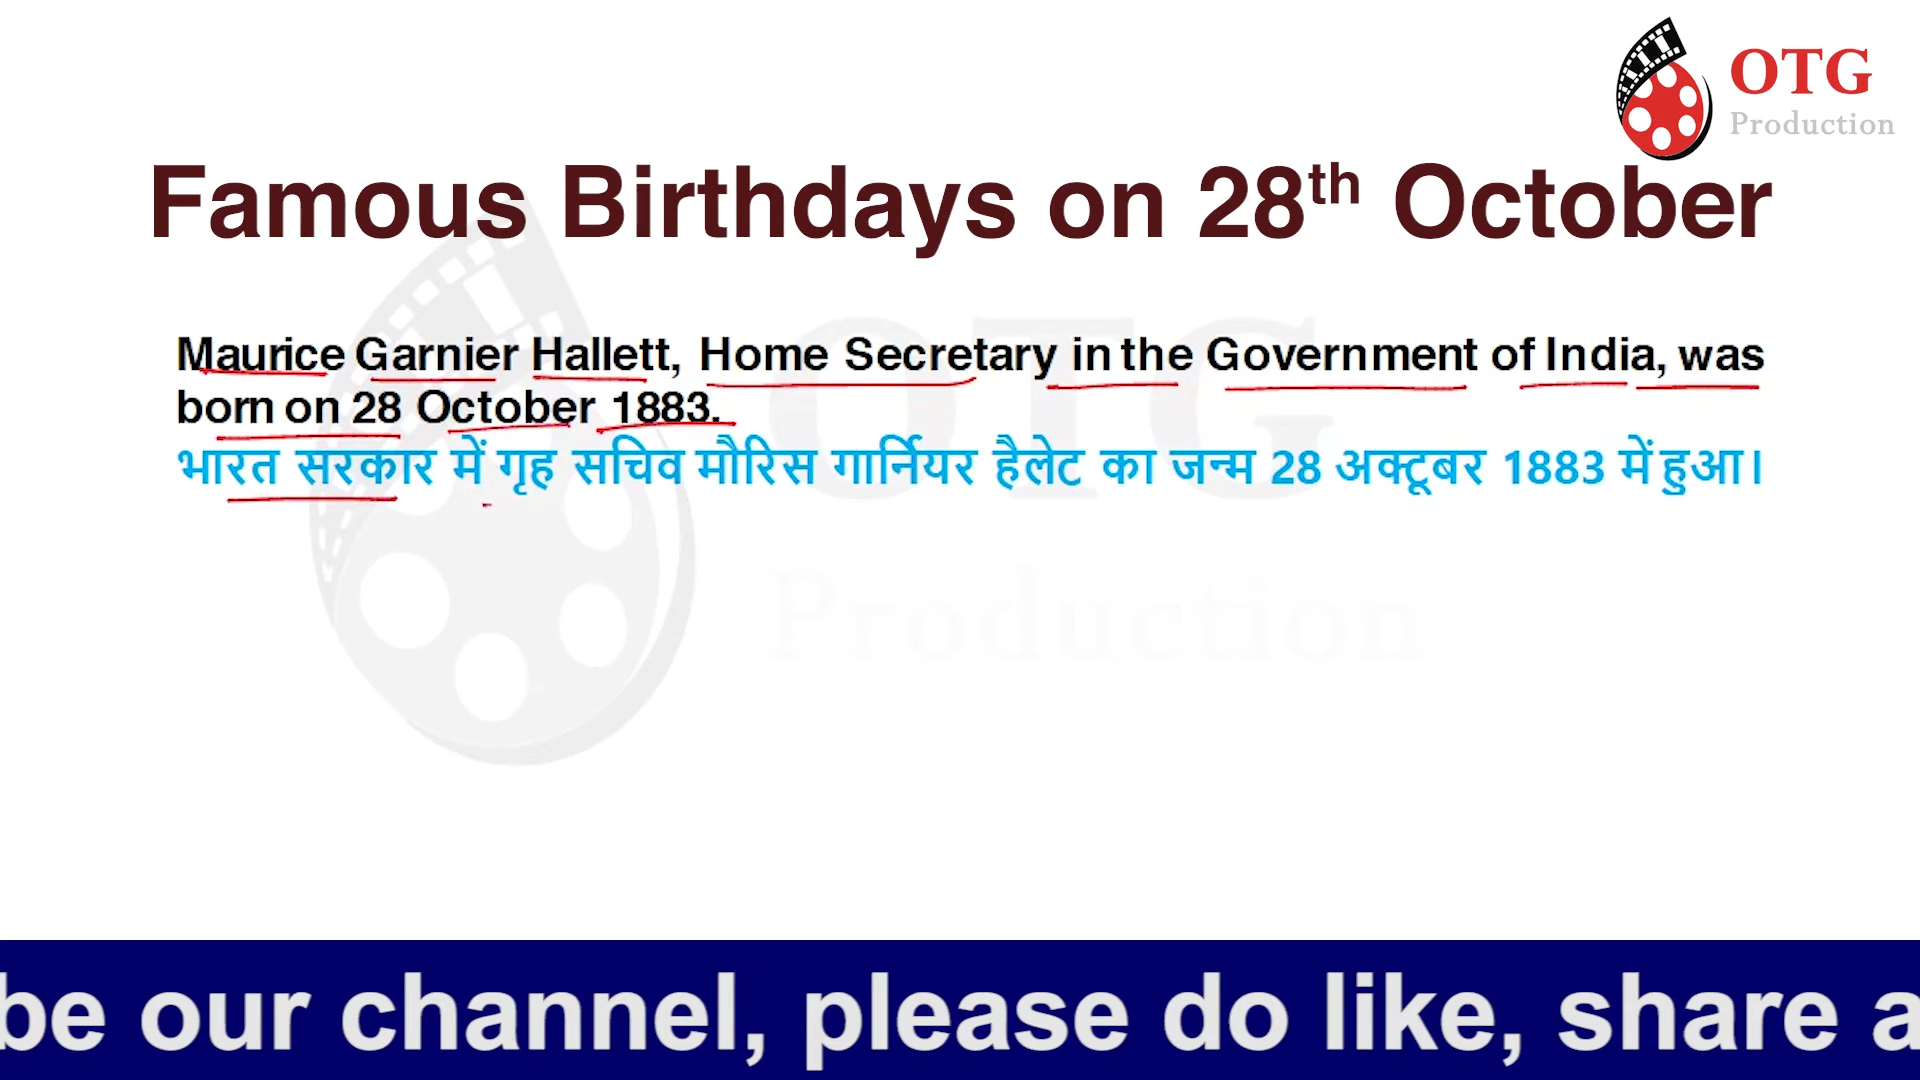 OTG
Production
Famous Birthdays on 28th October
Maurice Garnier Hallett, Home Secretary in the Government of India, was
born on 28 October 1883.
भारत सरकार में गृह सचिव मौरिस गार्नियर हैलेट का जन्म 28 अक्टूबर 1883 में हुआ।
OTG
Production
be our channel, please do like, share a